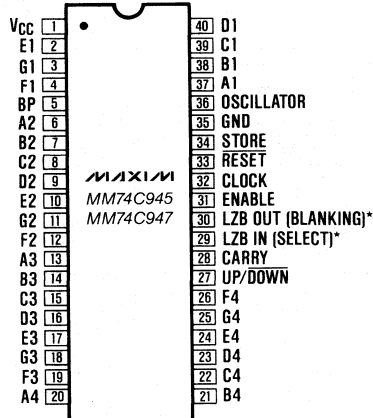 VCC 1 40 D1
E1 2 39 C1
G1 3 38 B1
F1 4 37 A1
BP 5 36 OSCILLATOR
A2 6 35 GND
B2 7 34 STORE
C2 8 33 RESET
D2 9 MAXIM 32 CLOCK
E2 10 MM74C945 31 ENABLE
G2 11 MM74C947 30 LZB OUT (BLANKING)*
F2 12 29 LZB IN (SELECT)*
A3 13 28 CARRY
B3 14 27 UP/DOWN
C3 15 26 F4
D3 16 25 G4
E3 17 24 E4
G3 18 23 D4
F3 19 22 C4
A4 20 21 B4